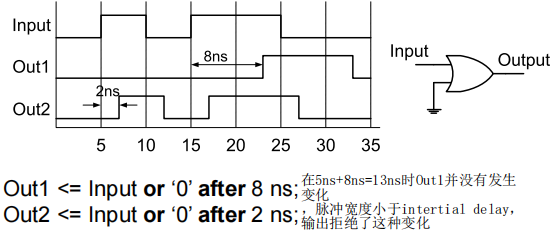 Input
8ns
Out1
2ns
Out2
5 10 15 20 25 30 35
Input
Output
Out1 <= Input or ‘0’ after 8 ns;
在5ns+8ns=13ns时Out1并没有发生
变化
Out2 <= Input or ‘0’ after 2 ns;
，脉冲宽度小于intertial delay，
输出拒绝了这种变化